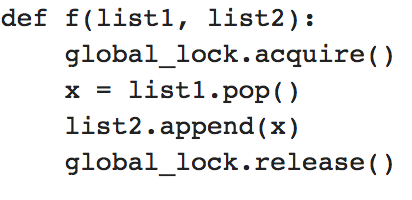 def f(list1, list2):
    global_lock.acquire()
    x = list1.pop()
    list2.append(x)
    global_lock.release()